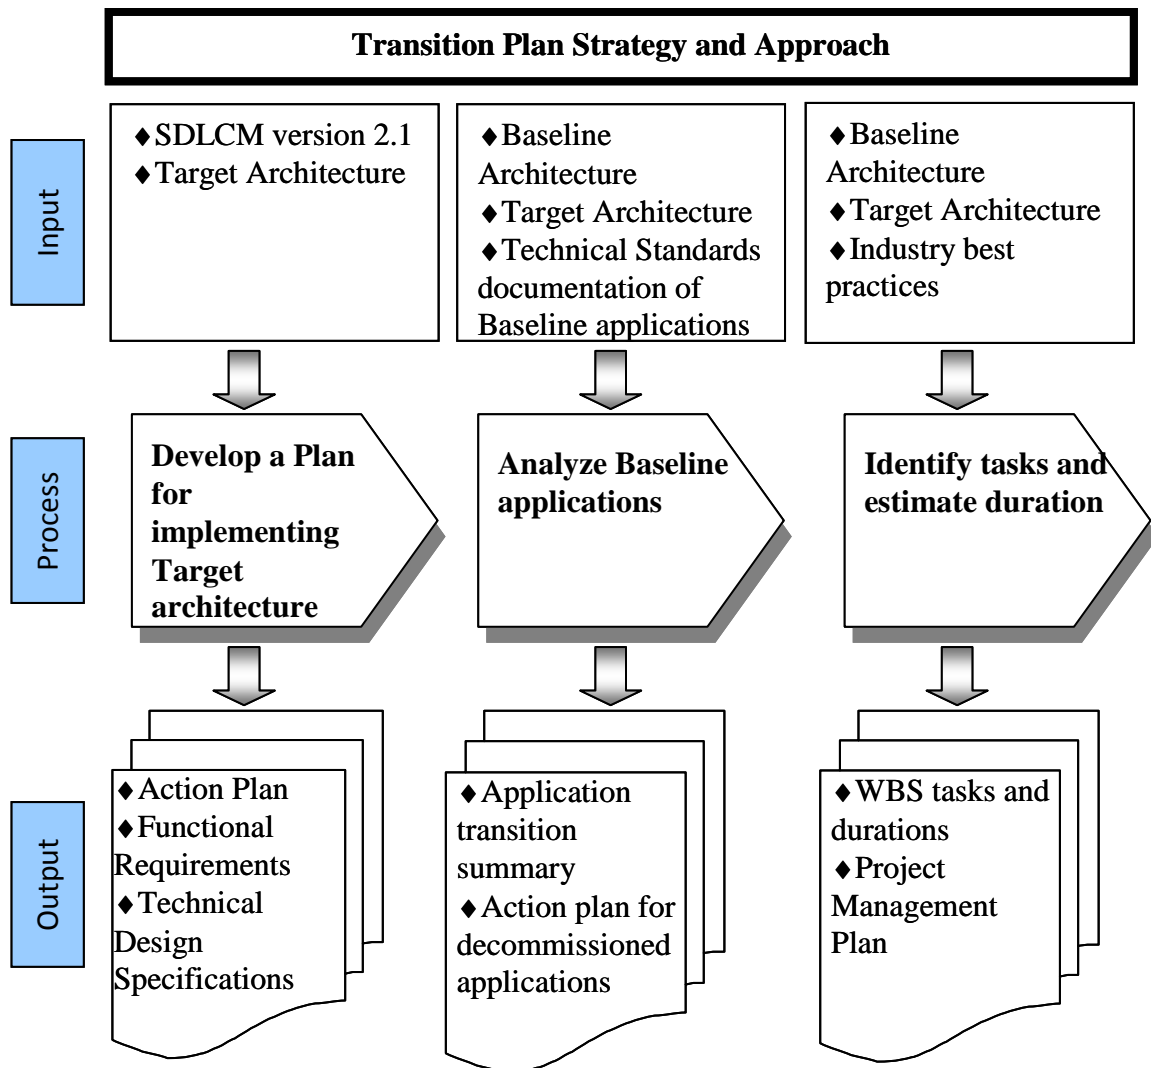 Transition Plan Strategy and Approach
Input
♦SDLCM version 2.1
♦Target Architecture
♦Baseline
Architecture
♦Target Architecture
♦Technical Standards
documentation of
Baseline applications
♦Baseline
Architecture
♦Target Architecture
♦Industry best
practices
Process
Develop a Plan
for
implementing
Target
architecture
Analyze Baseline
applications
Identify tasks and
estimate duration
Output
♦Action Plan
♦Functional
Requirements
♦Technical
Design
Specifications
♦Application
transition
summary
♦Action plan for
decommissioned
applications
♦WBS tasks and
durations
♦Project
Management
Plan